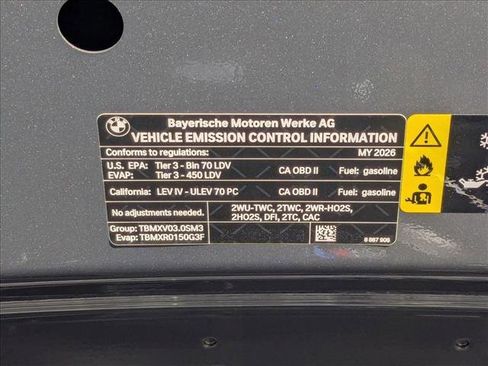 BMW
Bayerische Motoren Werke AG
VEHICLE EMISSION CONTROL INFORMATION
Conforms to regulations: MY 2026
U.S. EPA: Tier 3 - Bin 70 LDV CA OBD II Fuel: gasoline
EVAP: Tier 3 - 450 LDV
California: LEV IV - ULEV 70 PC CA OBD II Fuel: gasoline
No adjustments needed. 2WU-TWC, 2TWC, 2WR-HO2S,
2HO2S, DFI, 2TC, CAC
Group: TBMXV03.0SM3
Evap: TBMXR0150G3F